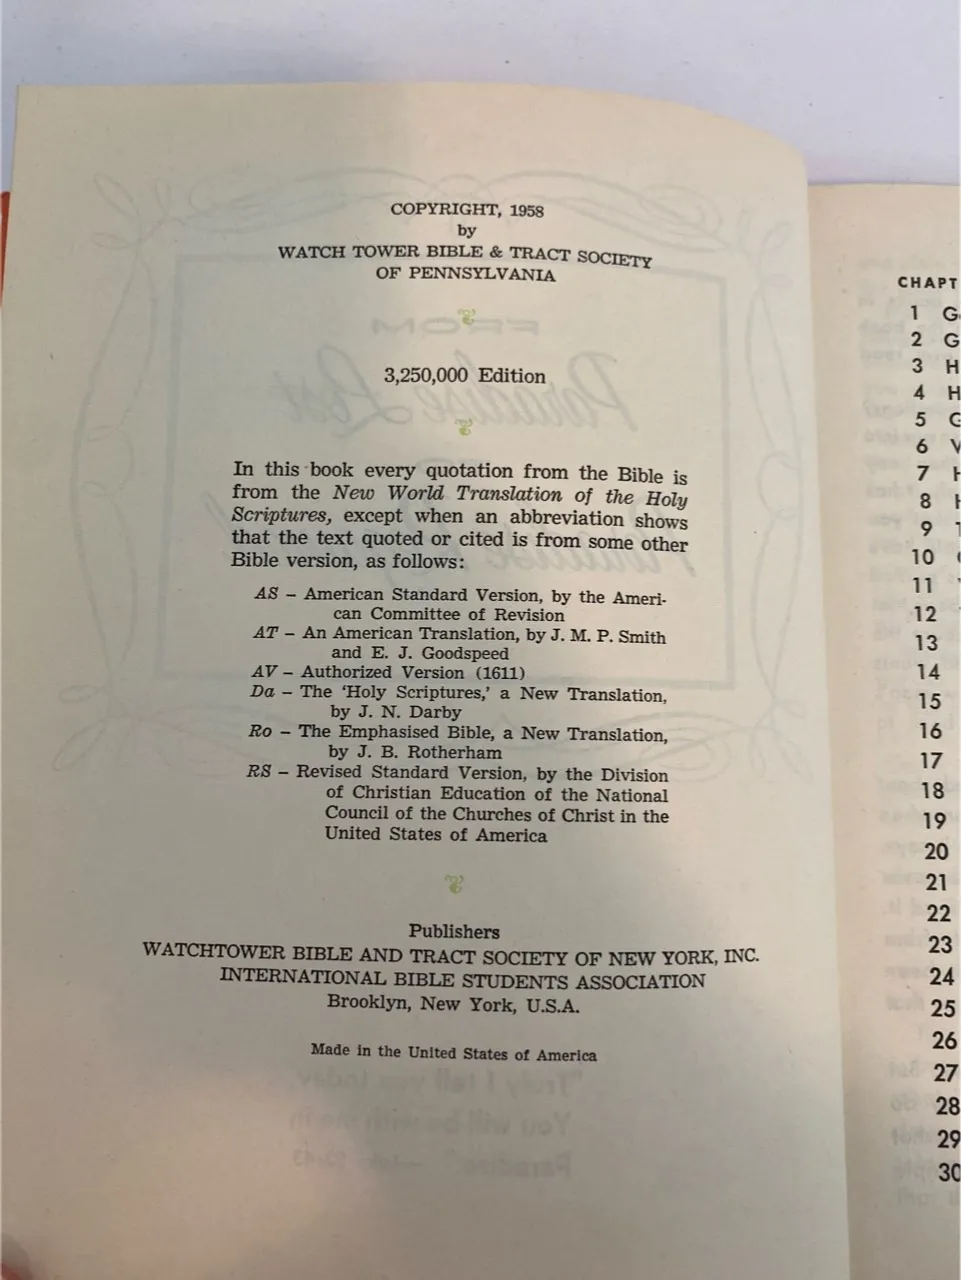 COPYRIGHT, 1958
by
WATCH TOWER BIBLE & TRACT SOCIETY
OF PENNSYLVANIA
3,250,000 Edition
In this book every quotation from the Bible is
from the New World Translation of the Holy
Scriptures, except when an abbreviation shows
that the text quoted or cited is from some other
Bible version, as follows:
AS – American Standard Version, by the Ameri-
can Committee of Revision
AT – An American Translation, by J. M. P. Smith
and E. J. Goodspeed
AV – Authorized Version (1611)
Da – The ‘Holy Scriptures,’ a New Translation,
by J. N. Darby
Ro – The Emphasised Bible, a New Translation,
by J. B. Rotherham
RS – Revised Standard Version, by the Division
of Christian Education of the National
Council of the Churches of Christ in the
United States of America
Publishers
WATCHTOWER BIBLE AND TRACT SOCIETY OF NEW YORK, INC.
INTERNATIONAL BIBLE STUDENTS ASSOCIATION
Brooklyn, New York, U.S.A.
Made in the United States of America
CHAPT
1 G
2 G
3 H
4 H
5 G
6 V
7 H
8 H
9
10
11
12
13
14
15
16
17
18
19
20
21
22
23
24
25
26
27
28
29
30